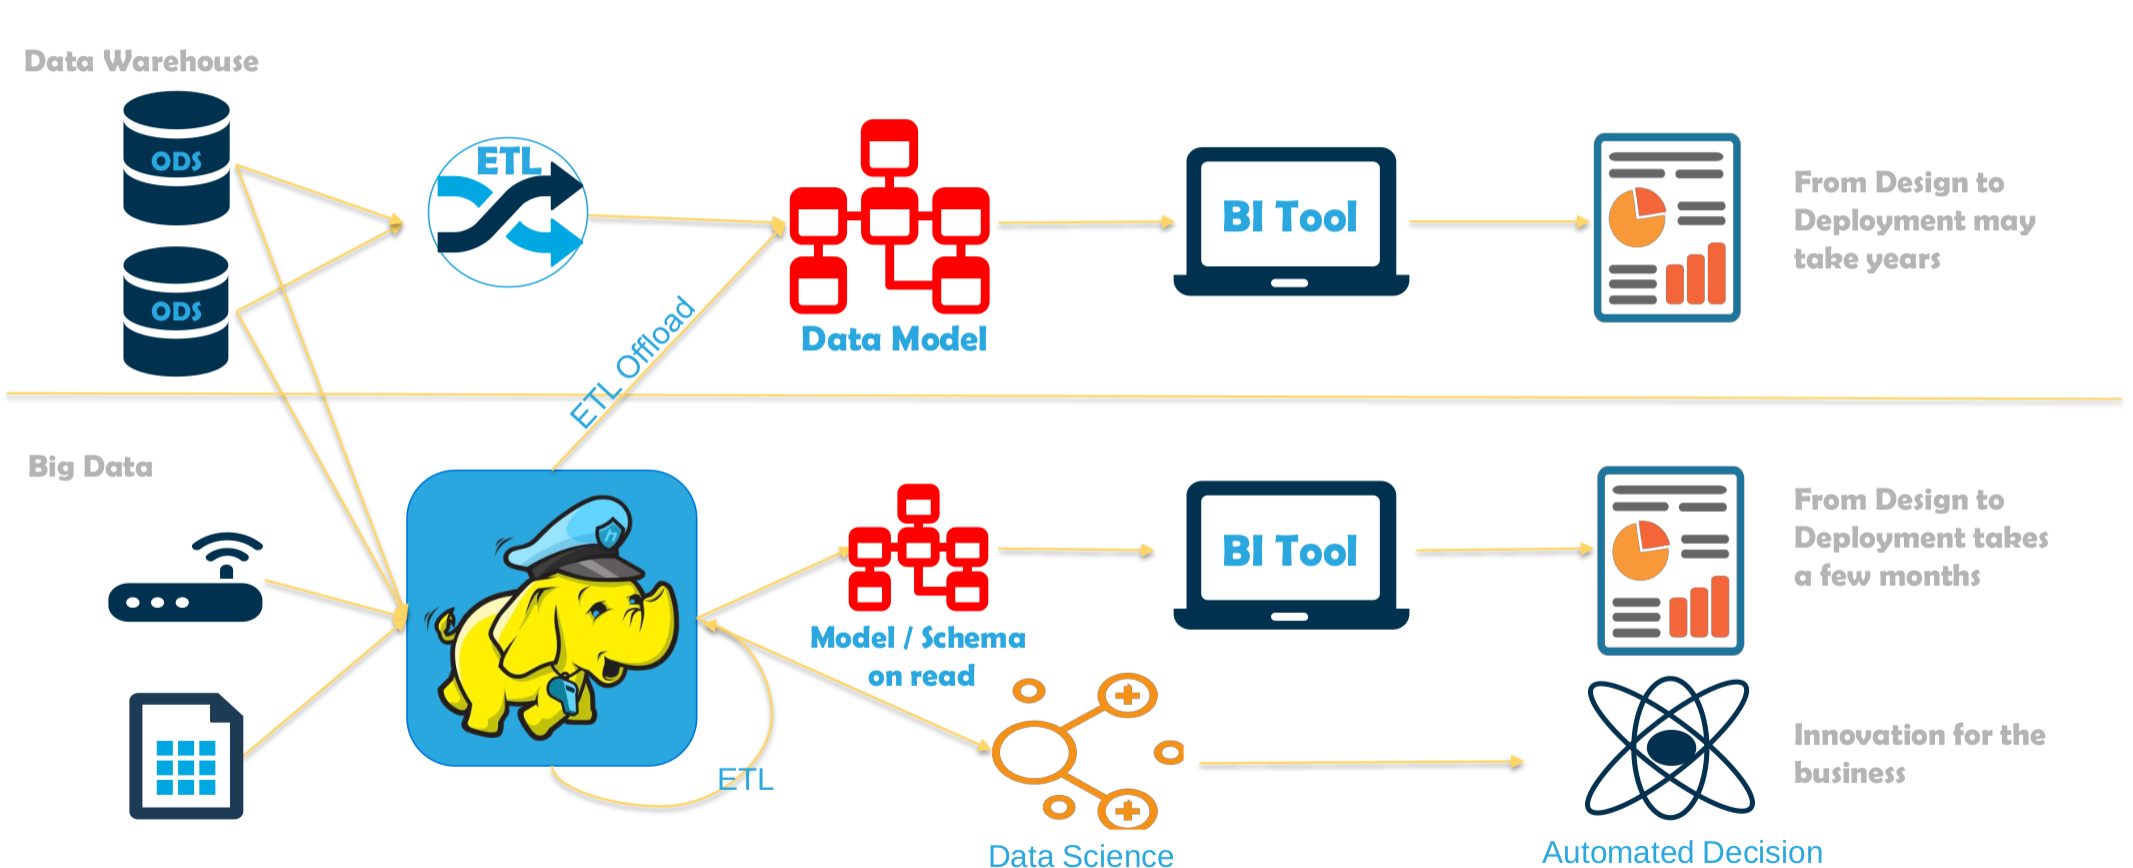 Data Warehouse
ODS
ODS
ETL
Data Model
BI Tool
From Design to
Deployment may
take years
ETL Offload
Big Data
h
Model / Schema
on read
BI Tool
From Design to
Deployment takes
a few months
ETL
Data Science
Automated Decision
Innovation for the
business